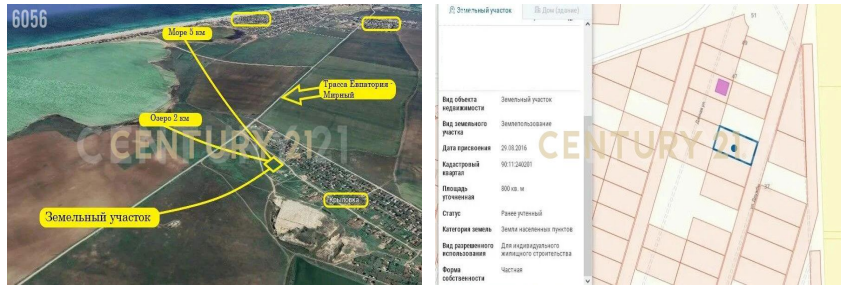 6056
Море 5 км
Трасса Евпатория
Мирный
Озеро 2 км
CENTURY 21
Крыловка
Земельный участок
Земельный участок
Дом (здание)
Вид объекта недвижимости
Земельный участок
Вид земельного участка
Землепользование
Дата присвоения
29.08.2016
Кадастровый квартал
90:11:240201
Площадь уточненная
800 кв. м
Статус
Ранее учтенный
Категория земель
Земли населенных пунктов
Вид разрешенного использования
Для индивидуального жилищного строительства
Форма собственности
Частная
CENTURY 21
51